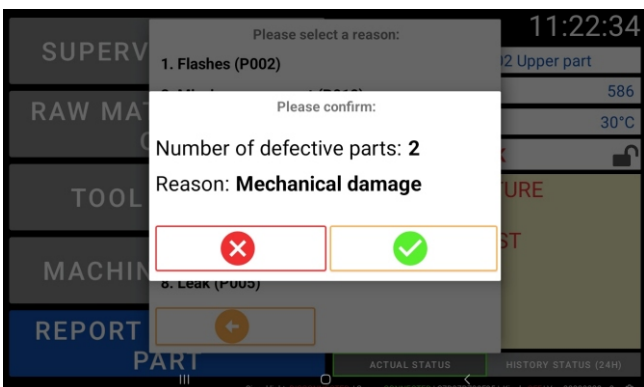 11:22:34
SUPERV
Please select a reason:
1. Flashes (P002)
02 Upper part
586
RAW MA
30°C
Please confirm:
Number of defective parts: 2
Reason: Mechanical damage
TOOL
URE
ST
MACHIN
8. Leak (P005)
REPORT
PART
ACTUAL STATUS
HISTORY STATUS (24H)